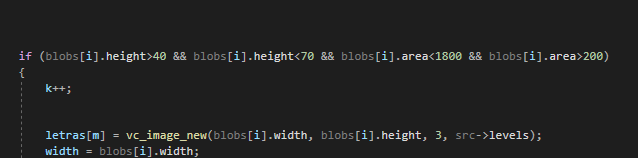 if (blobs[i].height>40 && blobs[i].height<70 && blobs[i].area<1800 && blobs[i].area>200)
{
k++;
letras[m] = vc_image_new(blobs[i].width, blobs[i].height, 3, src->levels);
width = blobs[i].width;